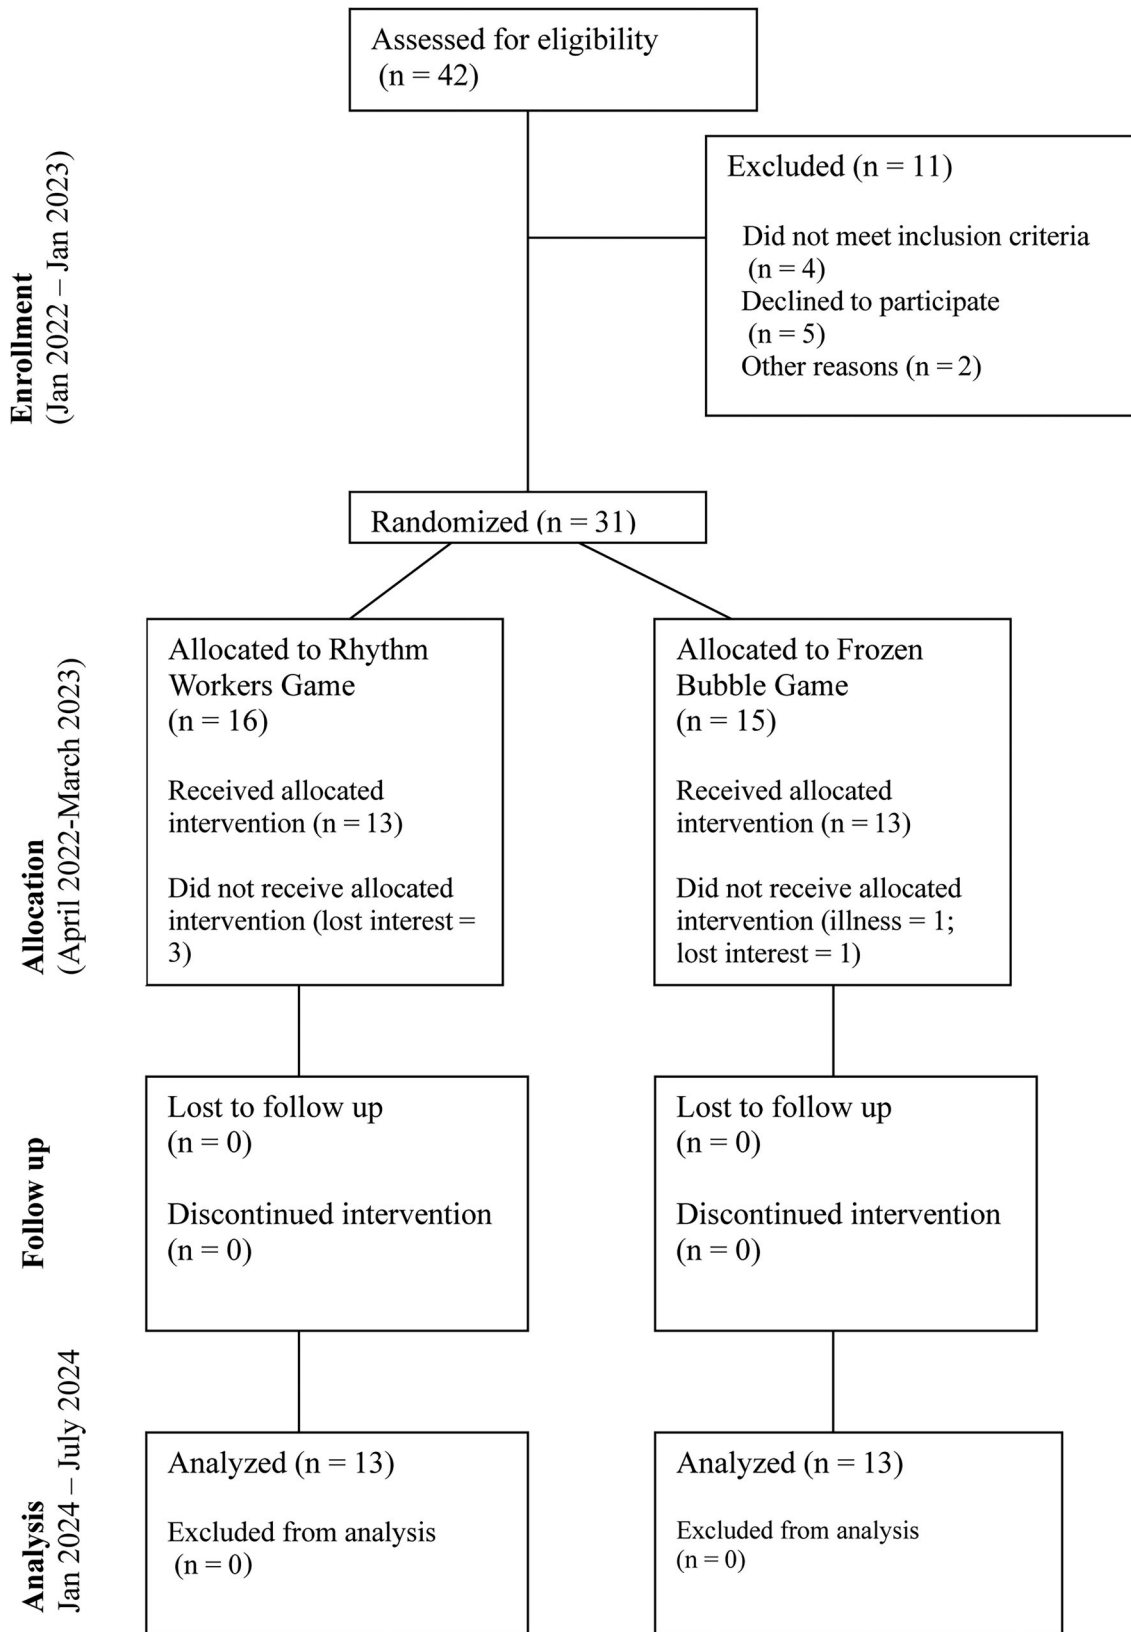 Assessed for eligibility
(n = 42)
Enrollment
(Jan 2022 – Jan 2023)
Excluded (n = 11)
Did not meet inclusion criteria
(n = 4)
Declined to participate
(n = 5)
Other reasons (n = 2)
Randomized (n = 31)
Allocation
(April 2022-March 2023)
Allocated to Rhythm
Workers Game
(n = 16)
Received allocated
intervention (n = 13)
Did not receive allocated
intervention (lost interest =
3)
Allocated to Frozen
Bubble Game
(n = 15)
Received allocated
intervention (n = 13)
Did not receive allocated
intervention (illness = 1;
lost interest = 1)
Follow up
Lost to follow up
(n = 0)
Discontinued intervention
(n = 0)
Lost to follow up
(n = 0)
Discontinued intervention
(n = 0)
Analysis
Jan 2024 – July 2024
Analyzed (n = 13)
Excluded from analysis
(n = 0)
Analyzed (n = 13)
Excluded from analysis
(n = 0)